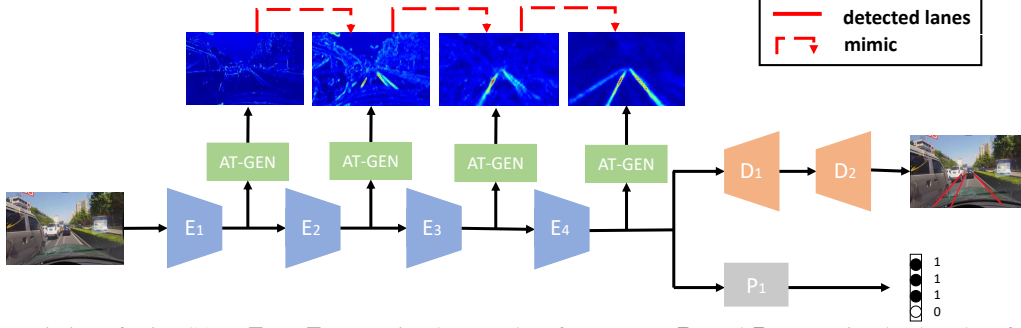 detected lanes
mimic
AT-GEN
AT-GEN
AT-GEN
AT-GEN
E1
E2
E3
E4
D1
D2
P1
1
1
1
0